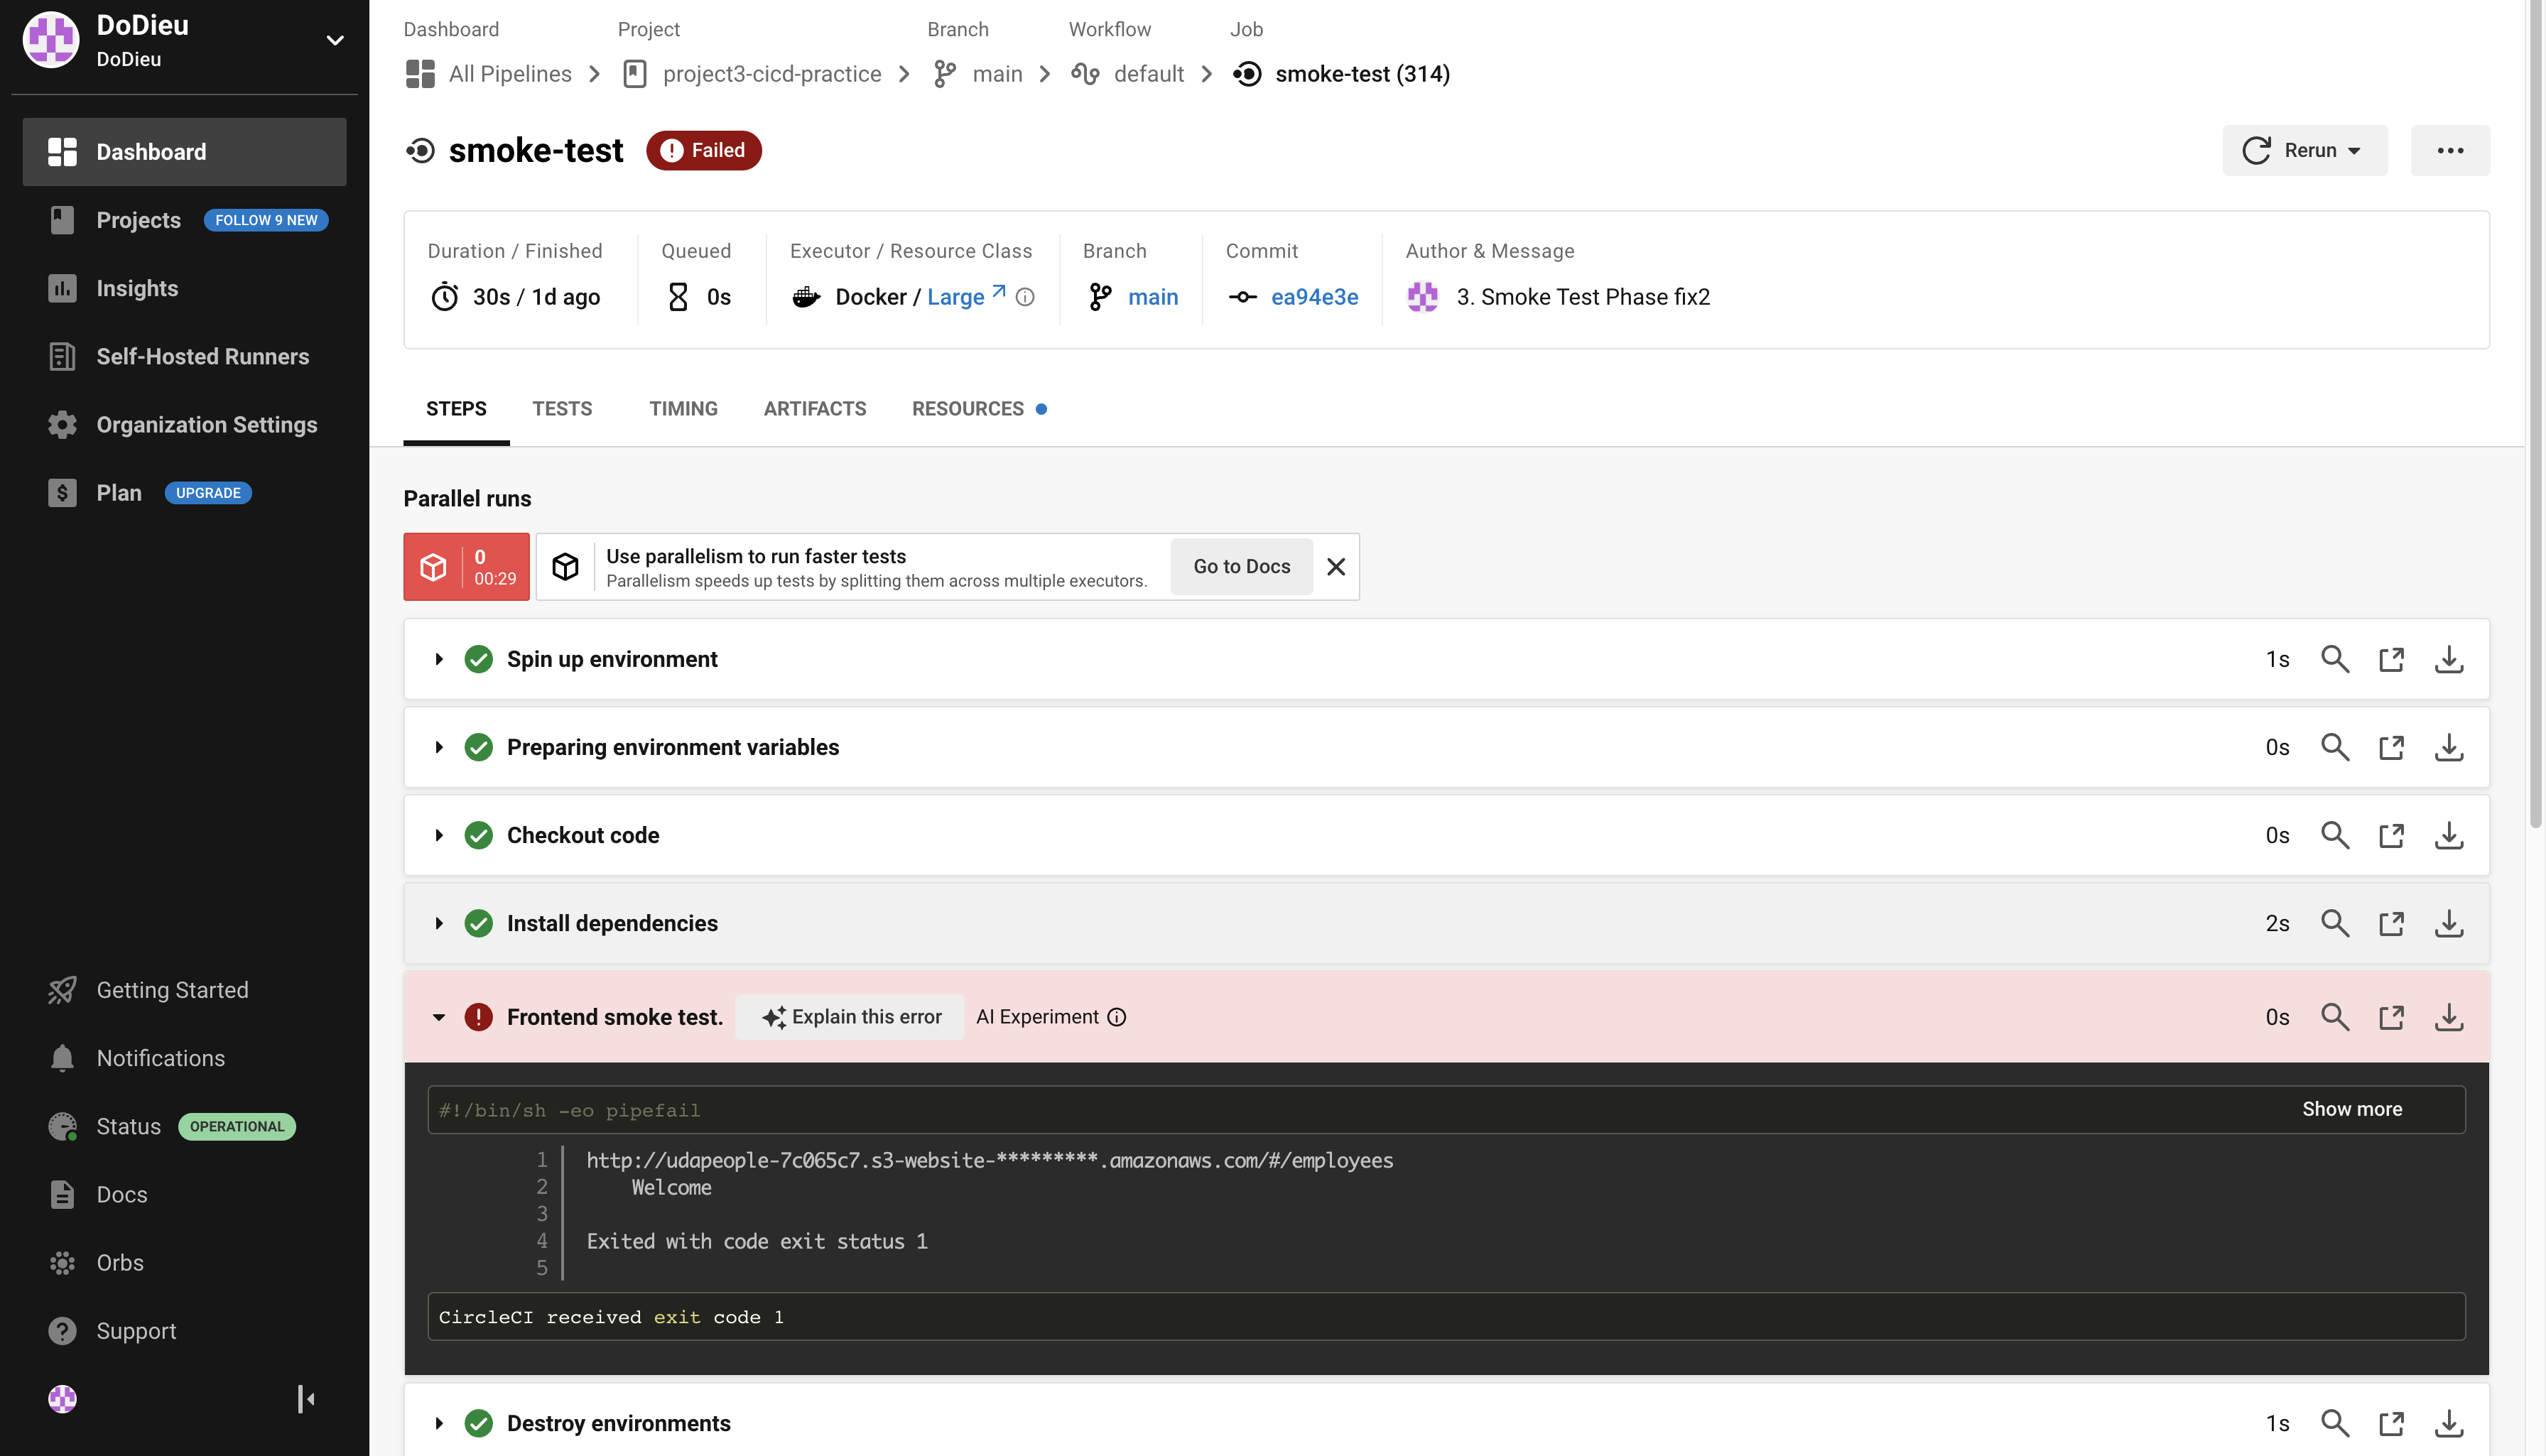 DoDieu
DoDieu
Dashboard
Projects FOLLOW 9 NEW
Insights
Self-Hosted Runners
Organization Settings
Plan UPGRADE
Getting Started
Notifications
Status OPERATIONAL
Docs
Orbs
Support
Dashboard Project Branch Workflow Job
All Pipelines project3-cicd-practice main default smoke-test (314)
smoke-test Failed
Rerun
Duration / Finished Queued Executor / Resource Class Branch Commit Author & Message
30s / 1d ago 0s Docker / Large main ea94e3e 3. Smoke Test Phase fix2
STEPS TESTS TIMING ARTIFACTS RESOURCES
Parallel runs
0
00:29
Use parallelism to run faster tests
Parallelism speeds up tests by splitting them across multiple executors.
Go to Docs
Spin up environment 1s
Preparing environment variables 0s
Checkout code 0s
Install dependencies 2s
Frontend smoke test. Explain this error AI Experiment 0s
#!/bin/sh -eo pipefail Show more
1 http://udapeople-7c065c7.s3-website-*********.amazonaws.com/#/employees
2 Welcome
3
4 Exited with code exit status 1
5
CircleCI received exit code 1
Destroy environments 1s